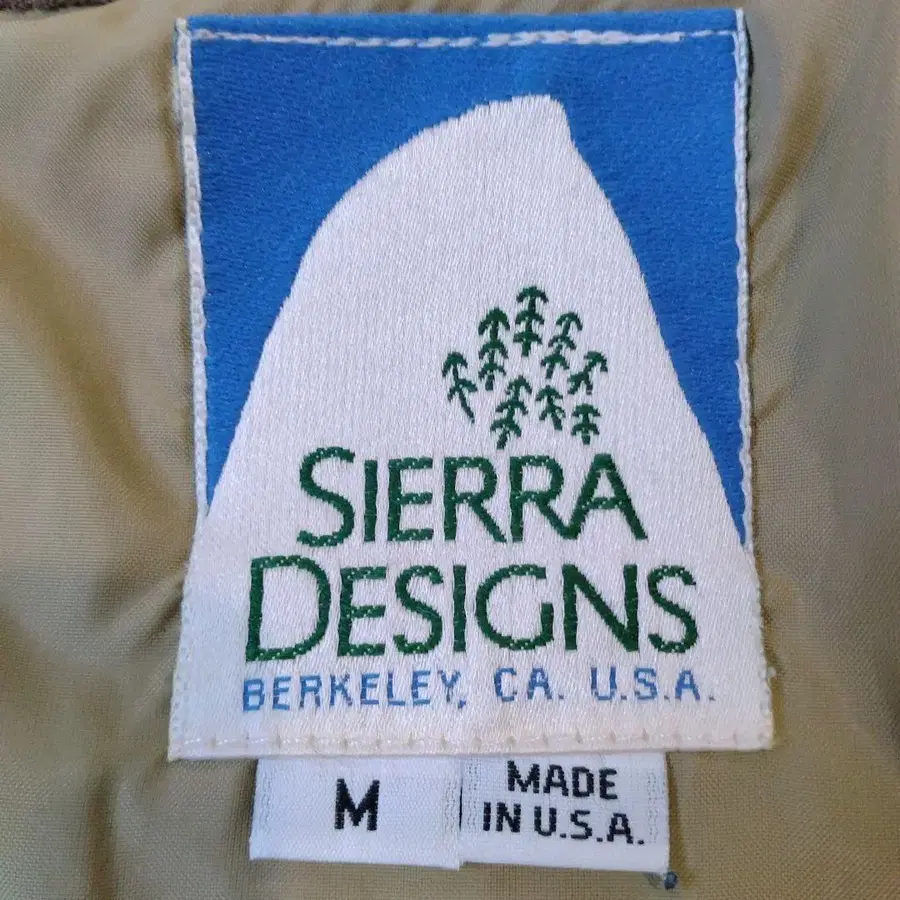 SIERRA
DESIGNS
BERKELEY, CA. U.S.A.
M
MADE
IN U.S.A.